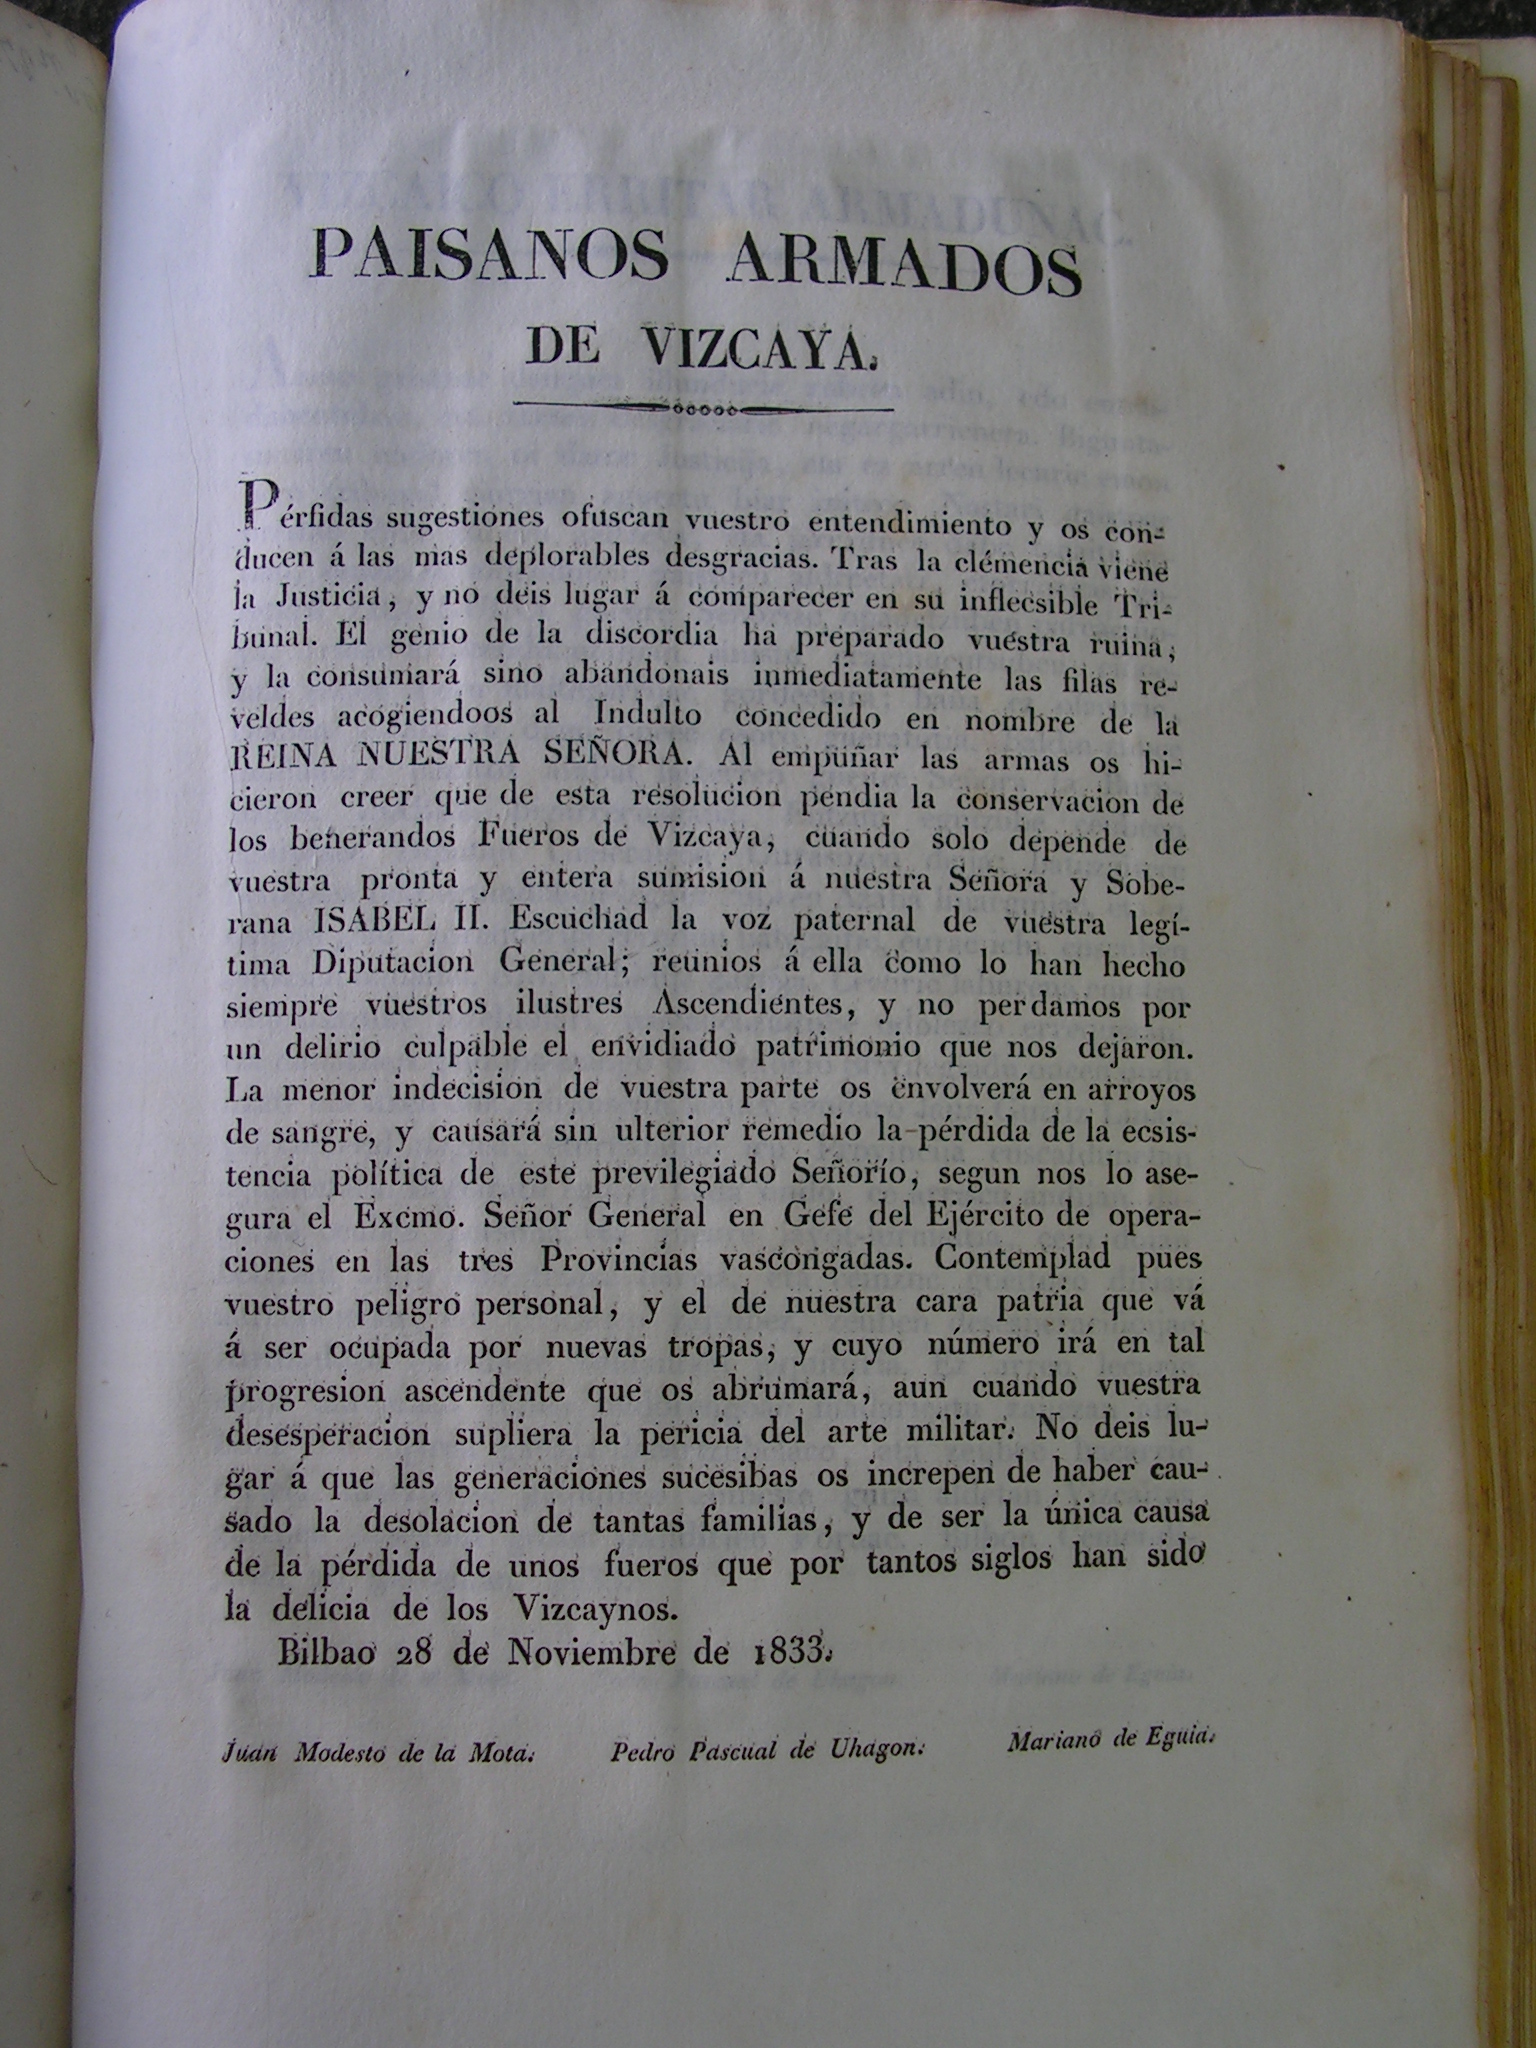 PAISANOS ARMADOS
DE VIZCAYA.
Pérfidas sugestiones ofuscan vuestro entendimiento y os con-
ducen á las mas deplorables desgracias. Tras la clémencia viene
la Justicia, y no deis lugar á comparecer en su inflecsible Tri-
bunal. El genio de la discordia ha preparado vuestra ruina,
y la consumará sino abandonais inmediatamente las filas re-
veldes acogiendoos al Indulto concedido en nombre de la
REINA NUESTRA SEÑORA. Al empuñar las armas os hi-
cieron creer que de esta resolucion pendia la conservacion de
los benerandos Fueros de Vizcaya, cuando solo depende de
vuestra pronta y entera sumision á nuestra Señora y Sobe-
rana ISABEL II. Escuchad la voz paternal de vuestra legí-
tima Diputacion General; reunios á ella como lo han hecho
siempre vuestros ilustres Ascendientes, y no perdamos por
un delirio culpable el envidiado patrimonio que nos dejaron.
La menor indecision de vuestra parte os envolverá en arroyos
de sangre, y causará sin ulterior remedio la pérdida de la ecsis-
tencia política de este previlegiado Señorío, segun nos lo ase-
gura el Excmo. Señor General en Gefe del Ejército de opera-
ciones en las tres Provincias vascongadas. Contemplad pues
vuestro peligro personal, y el de nuestra cara patria que vá
á ser ocupada por nuevas tropas, y cuyo número irá en tal
progresion ascendente que os abrumará, aun cuando vuestra
desesperacion supliera la pericia del arte militar. No deis lu-
gar á que las generaciones sucesibas os increpen de haber cau-
sado la desolacion de tantas familias, y de ser la única causa
de la pérdida de unos fueros que por tantos siglos han sido
la delicia de los Vizcaynos.
Bilbao 28 de Noviembre de 1833.
Juan Modesto de la Mota. Pedro Pascual de Uhagon. Mariano de Eguia.